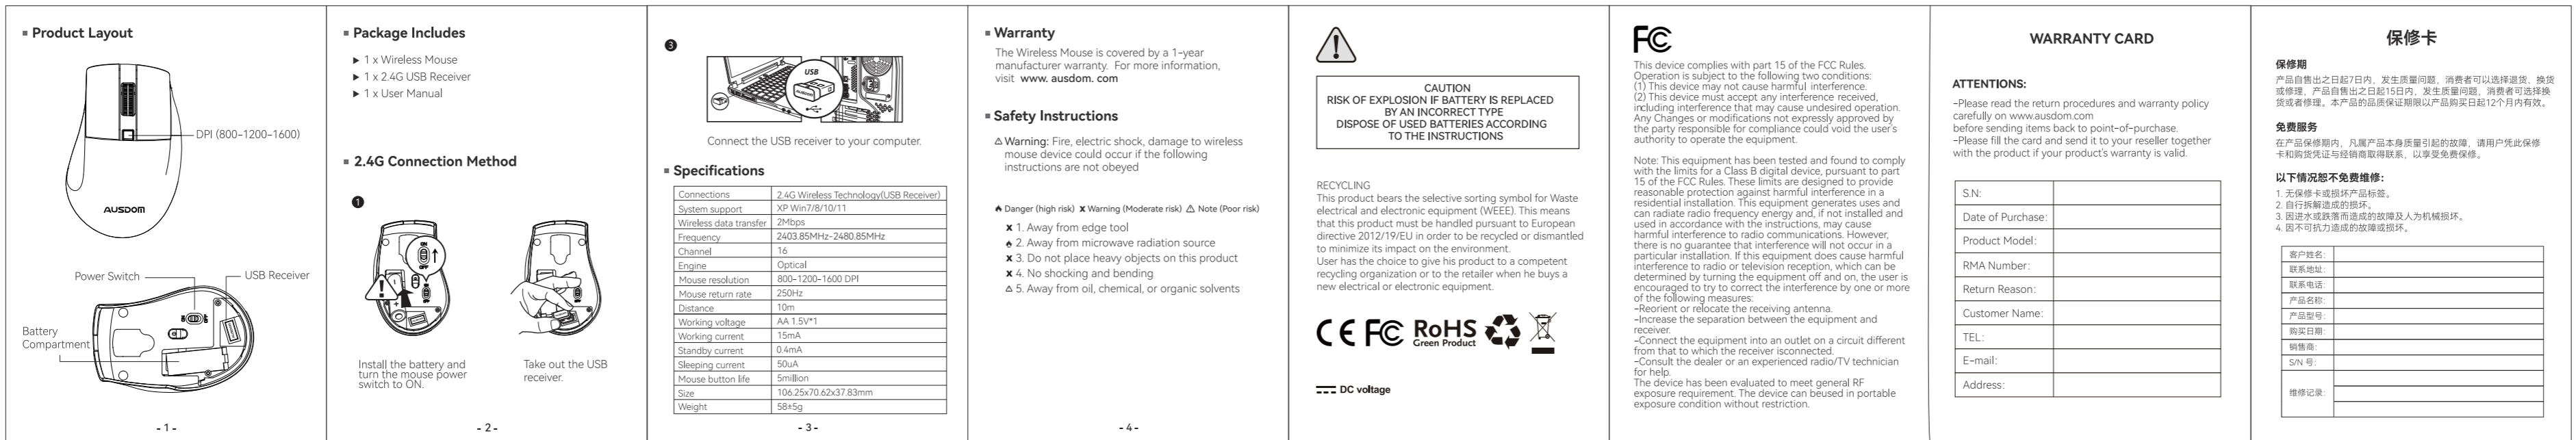 Product Layout
DPI (800-1200-1600)
AUSDOM
Power Switch
USB Receiver
Battery
Compartment
- 1 -
Package Includes
▶ 1 x Wireless Mouse
▶ 1 x 2.4G USB Receiver
▶ 1 x User Manual
2.4G Connection Method
1
ON
OFF
Install the battery and
turn the mouse power
switch to ON.
Take out the USB
receiver.
- 2 -
3
USB
AUSDOM
Connect the USB receiver to your computer.
Specifications
Connections 2.4G Wireless Technology(USB Receiver)
System support XP Win7/8/10/11
Wireless data transfer 2Mbps
Frequency 2403.85MHz-2480.85MHz
Channel 16
Engine Optical
Mouse resolution 800-1200-1600 DPI
Mouse return rate 250Hz
Distance 10m
Working voltage AA 1.5V*1
Working current 15mA
Standby current 0.4mA
Sleeping current 50uA
Mouse button life 5million
Size 106.25x70.62x37.83mm
Weight 58±5g
- 3 -
Warranty
The Wireless Mouse is covered by a 1-year
manufacturer warranty. For more information,
visit www. ausdom. com
Safety Instructions
⚠ Warning: Fire, electric shock, damage to wireless
mouse device could occur if the following
instructions are not obeyed
Danger (high risk) x Warning (Moderate risk) ⚠ Note (Poor risk)
x 1. Away from edge tool
2. Away from microwave radiation source
x 3. Do not place heavy objects on this product
x 4. No shocking and bending
⚠ 5. Away from oil, chemical, or organic solvents
- 4 -
CAUTION
RISK OF EXPLOSION IF BATTERY IS REPLACED
BY AN INCORRECT TYPE
DISPOSE OF USED BATTERIES ACCORDING
TO THE INSTRUCTIONS
RECYCLING
This product bears the selective sorting symbol for Waste
electrical and electronic equipment (WEEE). This means
that this product must be handled pursuant to European
directive 2012/19/EU in order to be recycled or dismantled
to minimize its impact on the environment.
User has the choice to give his product to a competent
recycling organization or to the retailer when he buys a
new electrical or electronic equipment.
CE FC RoHS
Green Product
DC voltage
FC
This device complies with part 15 of the FCC Rules.
Operation is subject to the following two conditions:
(1) This device may not cause harmful interference.
(2) This device must accept any interference received,
including interference that may cause undesired operation.
Any Changes or modifications not expressly approved by
the party responsible for compliance could void the user's
authority to operate the equipment.
Note: This equipment has been tested and found to comply
with the limits for a Class B digital device, pursuant to part
15 of the FCC Rules. These limits are designed to provide
reasonable protection against harmful interference in a
residential installation. This equipment generates uses and
can radiate radio frequency energy and, if not installed and
used in accordance with the instructions, may cause
harmful interference to radio communications. However,
there is no guarantee that interference will not occur in a
particular installation. If this equipment does cause harmful
interference to radio or television reception, which can be
determined by turning the equipment off and on, the user is
encouraged to try to correct the interference by one or more
of the following measures:
-Reorient or relocate the receiving antenna.
-Increase the separation between the equipment and
receiver.
-Connect the equipment into an outlet on a circuit different
from that to which the receiver isconnected.
-Consult the dealer or an experienced radio/TV technician
for help.
The device has been evaluated to meet general RF
exposure requirement. The device can beused in portable
exposure condition without restriction.
WARRANTY CARD
ATTENTIONS:
-Please read the return procedures and warranty policy
carefully on www.ausdom.com
before sending items back to point-of-purchase.
-Please fill the card and send it to your reseller together
with the product if your product's warranty is valid.
S.N:
Date of Purchase:
Product Model:
RMA Number:
Return Reason:
Customer Name:
TEL:
E-mail:
Address:
保修卡
保修期
产品自售出之日起7日内，发生质量问题，消费者可以选择退货、换货
或修理，产品自售出之日起15日内，发生质量问题，消费者可选择换
货或者修理。本产品的品质保证期限以产品购买日起12个月内有效。
免费服务
在产品保修期内，凡属产品本身质量引起的故障，请用户凭此保修
卡和购货凭证与经销商取得联系，以享受免费保修。
以下情况恕不免费维修：
1. 无保修卡或损坏产品标签。
2. 自行拆解造成的损坏。
3. 因进水或跌落而造成的故障及人为机械损坏。
4. 因不可抗力造成的故障或损坏。
客户姓名:
联系地址:
联系电话:
产品名称:
产品型号:
购买日期:
销售商:
S/N 号:
维修记录: